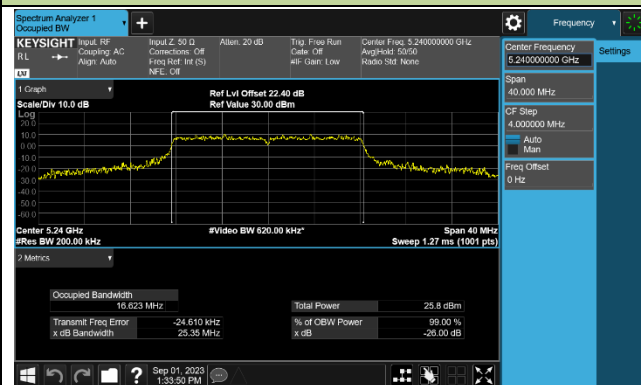 Spectrum Analyzer 1
Occupied BW
Frequency
KEYSIGHT
RL
LXI
Input: RF
Coupling: AC
Align: Auto
Input Z: 50 Ω
Corrections: Off
Freq Ref: Int (S)
NFE: Off
Atten: 20 dB
Trig: Free Run
Gate: Off
#IF Gain: Low
Center Freq: 5.240000000 GHz
Avg|Hold: 50/50
Radio Std: None
Center Frequency
5.240000000 GHz
Settings
Span
40.000 MHz
CF Step
4.000000 MHz
Auto
Man
Freq Offset
0 Hz
1 Graph
Scale/Div 10.0 dB
Ref Lvl Offset 22.40 dB
Ref Value 30.00 dBm
Log
20.0
10.0
0.00
-10.0
-20.0
-30.0
-40.0
-50.0
-60.0
Center 5.24 GHz
#Video BW 620.00 kHz*
Span 40 MHz
#Res BW 200.00 kHz
Sweep 1.27 ms (1001 pts)
2 Metrics
Occupied Bandwidth
16.623 MHz
Total Power 25.8 dBm
Transmit Freq Error -24.610 kHz
% of OBW Power 99.00 %
x dB Bandwidth 25.35 MHz
x dB -26.00 dB
Sep 01, 2023
1:33:50 PM